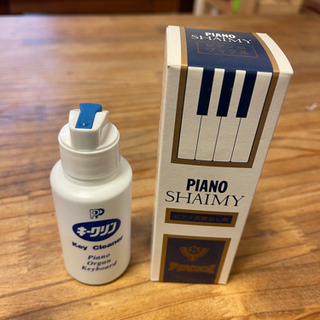 P
キークリン
Key Cleaner
Piano
Organ
Keyboard
PIANO
SHAIMY
PIANO
SHAIMY